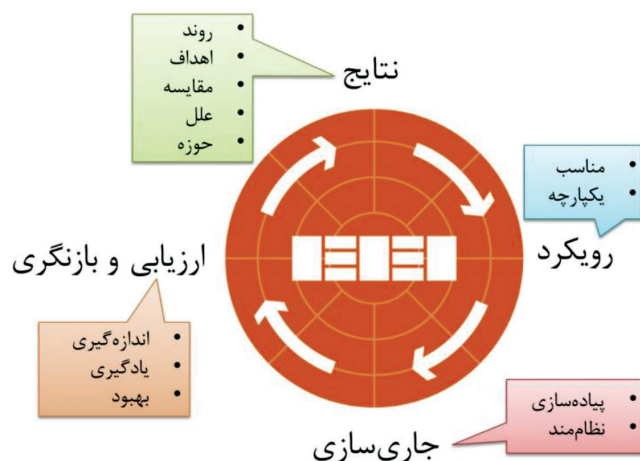 نتایج
روند
اهداف
مقایسه
علل
حوزه
رویکرد
مناسب
یکپارچه
جاری‌سازی
پیاده‌سازی
نظام‌مند
ارزیابی و بازنگری
اندازه‌گیری
یادگیری
بهبود